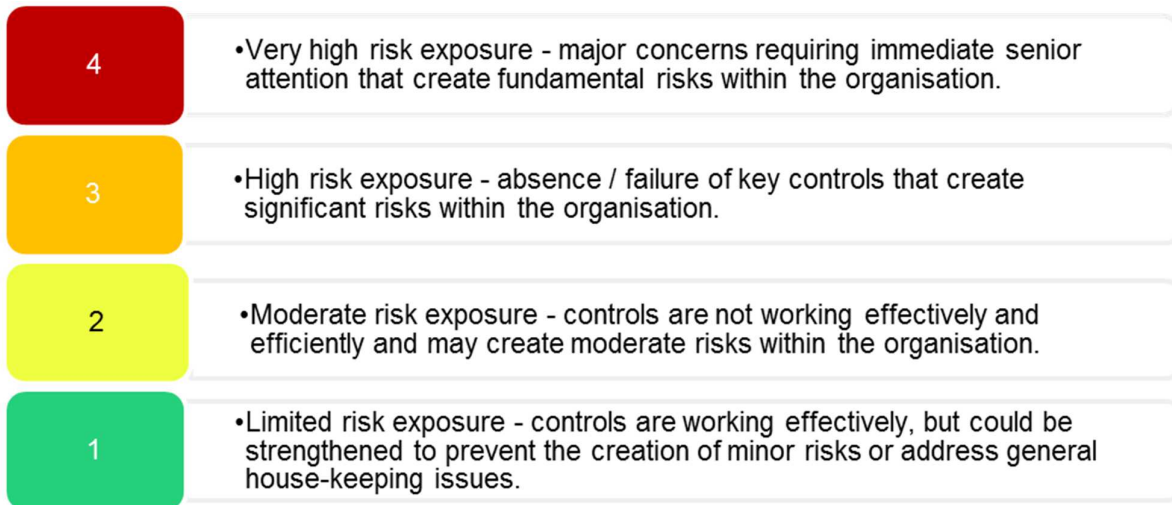 4
•Very high risk exposure - major concerns requiring immediate senior
attention that create fundamental risks within the organisation.
3
•High risk exposure - absence / failure of key controls that create
significant risks within the organisation.
2
•Moderate risk exposure - controls are not working effectively and
efficiently and may create moderate risks within the organisation.
1
•Limited risk exposure - controls are working effectively, but could be
strengthened to prevent the creation of minor risks or address general
house-keeping issues.